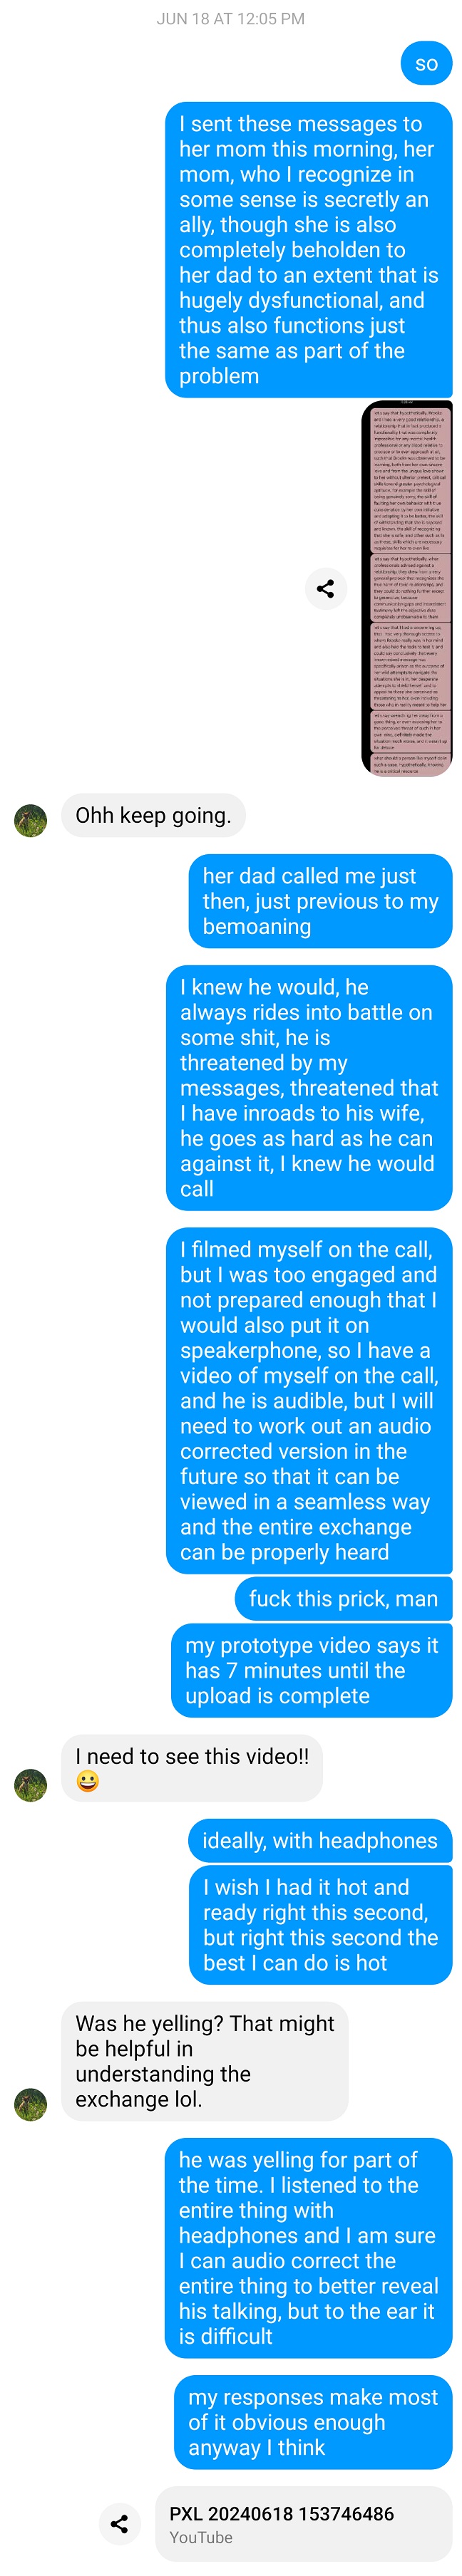 JUN 18 AT 12:05 PM
so
I sent these messages to
her mom this morning, her
mom, who I recognize in
some sense is secretly an
ally, though she is also
completely beholden to
her dad to an extent that is
hugely dysfunctional, and
thus also functions just
the same as part of the
problem
Ohh keep going.
her dad called me just
then, just previous to my
bemoaning
I knew he would, he
always rides into battle on
some shit, he is
threatened by my
messages, threatened that
I have inroads to his wife,
he goes as hard as he can
against it, I knew he would
call
I filmed myself on the call,
but I was too engaged and
not prepared enough that I
would also put it on
speakerphone, so I have a
video of myself on the call,
and he is audible, but I will
need to work out an audio
corrected version in the
future so that it can be
viewed in a seamless way
and the entire exchange
can be properly heard
fuck this prick, man
my prototype video says it
has 7 minutes until the
upload is complete
I need to see this video!!
😀
ideally, with headphones
I wish I had it hot and
ready right this second,
but right this second the
best I can do is hot
Was he yelling? That might
be helpful in
understanding the
exchange lol.
he was yelling for part of
the time. I listened to the
entire thing with
headphones and I am sure
I can audio correct the
entire thing to better reveal
his talking, but to the ear it
is difficult
my responses make most
of it obvious enough
anyway I think
PXL 20240618 153746486
YouTube